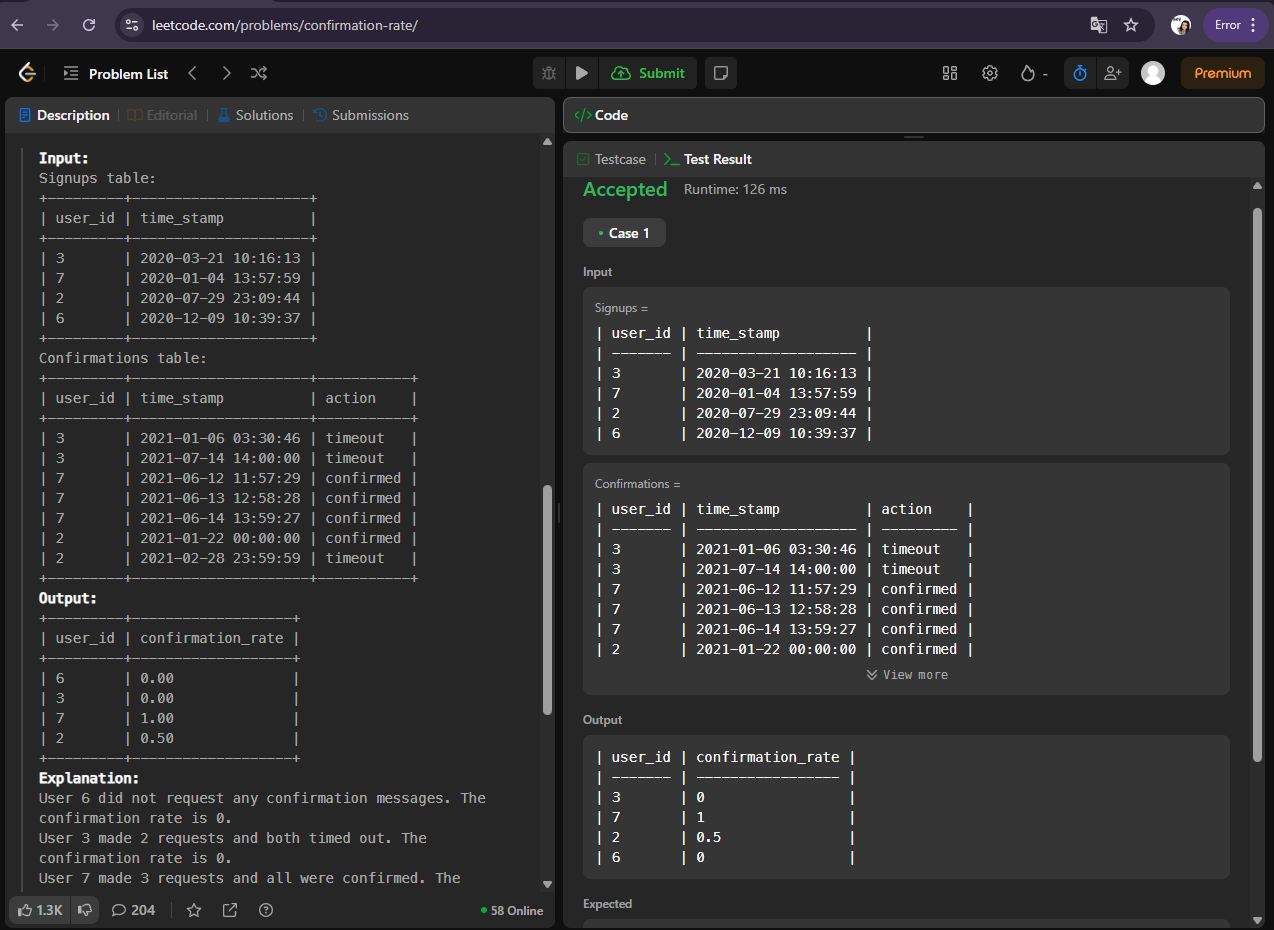 leetcode.com/problems/confirmation-rate/
Error
Problem List
Submit
-
Premium
Description | Editorial | Solutions | Submissions
Input:
Signups table:
+---------+---------------------+
| user_id | time_stamp          |
+---------+---------------------+
| 3       | 2020-03-21 10:16:13 |
| 7       | 2020-01-04 13:57:59 |
| 2       | 2020-07-29 23:09:44 |
| 6       | 2020-12-09 10:39:37 |
+---------+---------------------+
Confirmations table:
+---------+---------------------+-----------+
| user_id | time_stamp          | action    |
+---------+---------------------+-----------+
| 3       | 2021-01-06 03:30:46 | timeout   |
| 3       | 2021-07-14 14:00:00 | timeout   |
| 7       | 2021-06-12 11:57:29 | confirmed |
| 7       | 2021-06-13 12:58:28 | confirmed |
| 7       | 2021-06-14 13:59:27 | confirmed |
| 2       | 2021-01-22 00:00:00 | confirmed |
| 2       | 2021-02-28 23:59:59 | timeout   |
+---------+---------------------+-----------+
Output:
+---------+-------------------+
| user_id | confirmation_rate |
+---------+-------------------+
| 6       | 0.00              |
| 3       | 0.00              |
| 7       | 1.00              |
| 2       | 0.50              |
+---------+-------------------+
Explanation:
User 6 did not request any confirmation messages. The
confirmation rate is 0.
User 3 made 2 requests and both timed out. The
confirmation rate is 0.
User 7 made 3 requests and all were confirmed. The
1.3K
204
58 Online
</> Code
Testcase | >_ Test Result
Accepted Runtime: 126 ms
• Case 1
Input
Signups =
| user_id | time_stamp          |
| ------- | ------------------- |
| 3       | 2020-03-21 10:16:13 |
| 7       | 2020-01-04 13:57:59 |
| 2       | 2020-07-29 23:09:44 |
| 6       | 2020-12-09 10:39:37 |
Confirmations =
| user_id | time_stamp          | action    |
| ------- | ------------------- | --------- |
| 3       | 2021-01-06 03:30:46 | timeout   |
| 3       | 2021-07-14 14:00:00 | timeout   |
| 7       | 2021-06-12 11:57:29 | confirmed |
| 7       | 2021-06-13 12:58:28 | confirmed |
| 7       | 2021-06-14 13:59:27 | confirmed |
| 2       | 2021-01-22 00:00:00 | confirmed |
View more
Output
| user_id | confirmation_rate |
| ------- | ----------------- |
| 3       | 0                 |
| 7       | 1                 |
| 2       | 0.5               |
| 6       | 0                 |
Expected